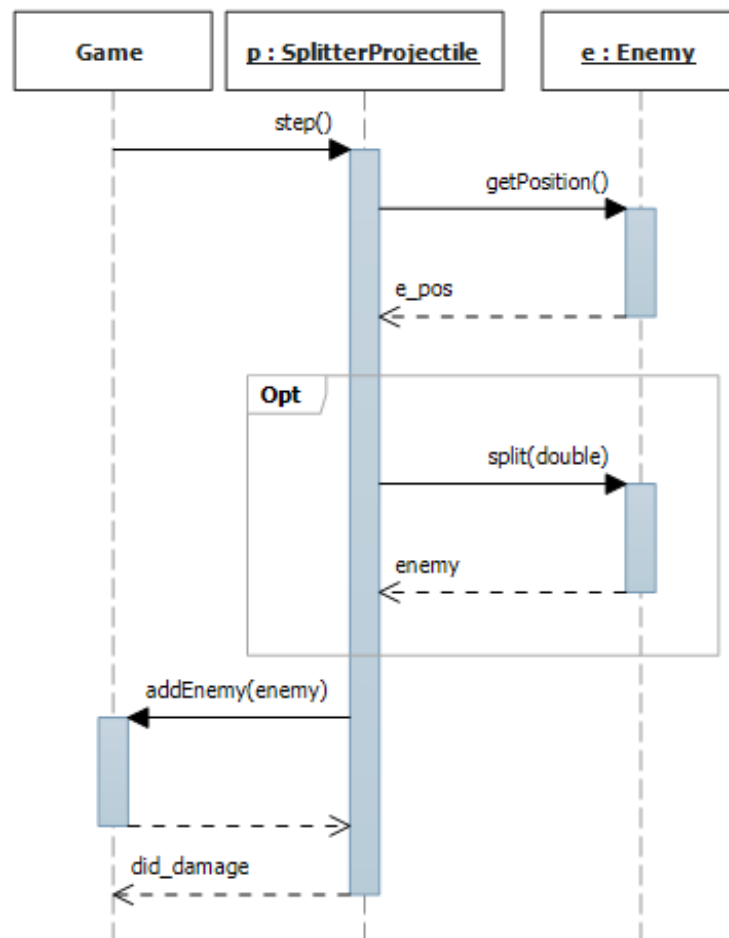 Game
p : SplitterProjectile
e : Enemy
step()
getPosition()
e_pos
Opt
split(double)
enemy
addEnemy(enemy)
did_damage